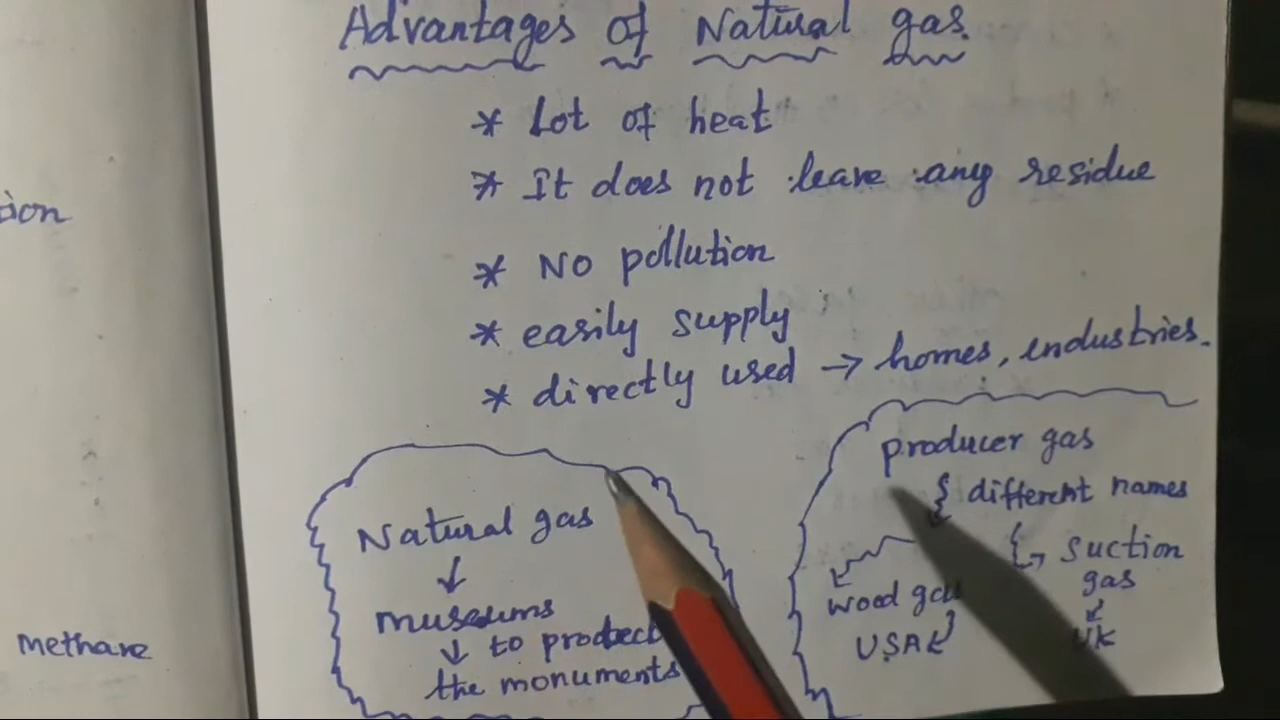 Advantages of Natural gas.
* Lot of heat
* It does not leave any residue
* NO pollution
* easily supply
* directly used → homes, industries.
Natural gas
↓
museums
↓ to protect
the monuments
producer gas
different names
wood gas
USA
suction
gas
UK
tion
methane